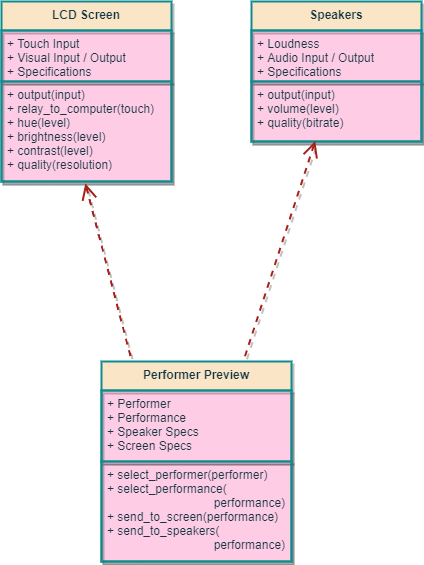 LCD Screen
+ Touch Input
+ Visual Input / Output
+ Specifications
+ output(input)
+ relay_to_computer(touch)
+ hue(level)
+ brightness(level)
+ contrast(level)
+ quality(resolution)
Speakers
+ Loudness
+ Audio Input / Output
+ Specifications
+ output(input)
+ volume(level)
+ quality(bitrate)
Performer Preview
+ Performer
+ Performance
+ Speaker Specs
+ Screen Specs
+ select_performer(performer)
+ select_performance(
performance)
+ send_to_screen(performance)
+ send_to_speakers(
performance)